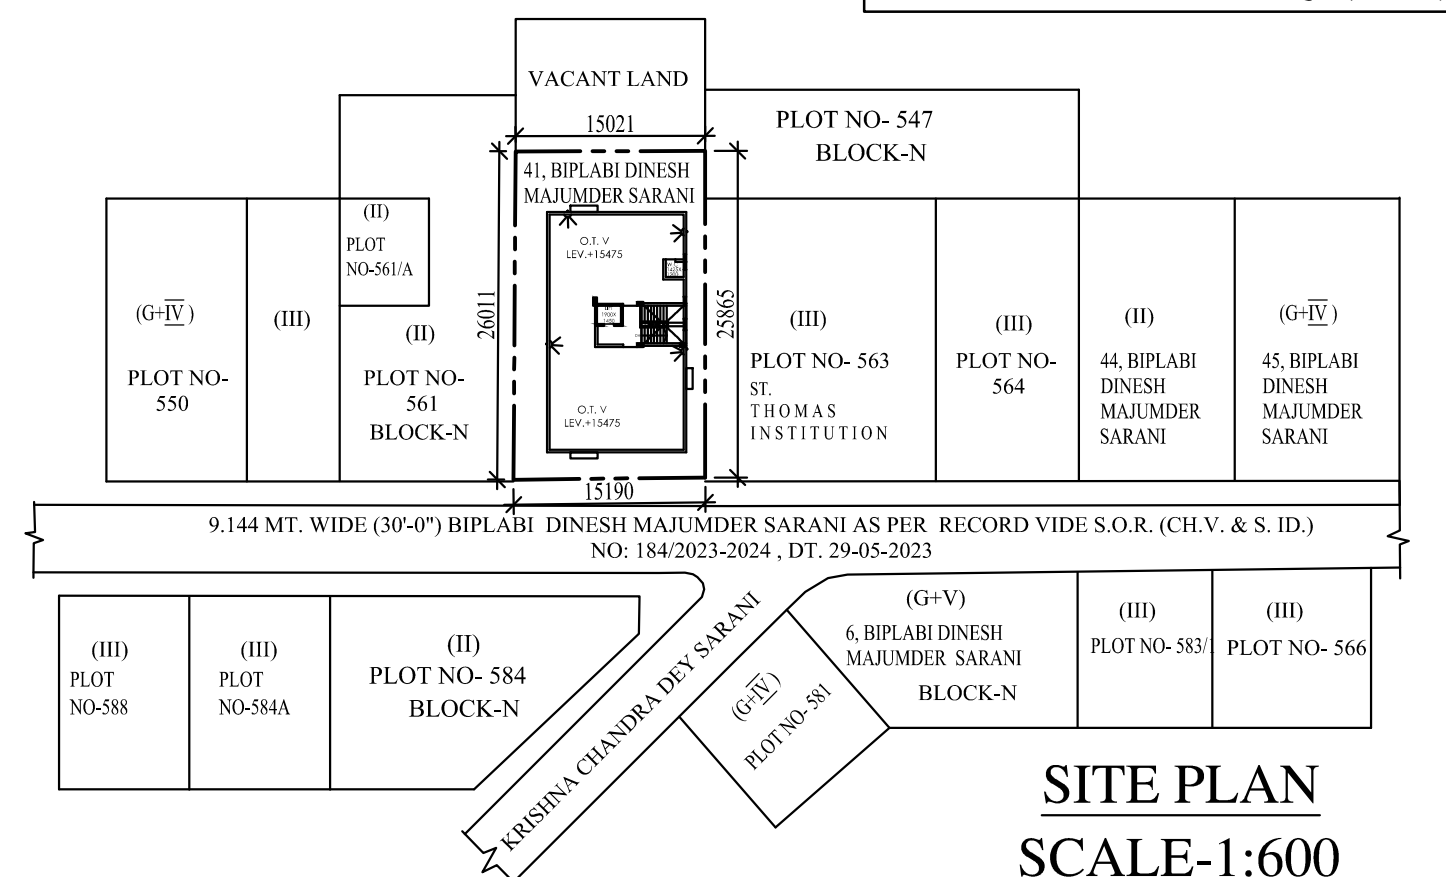 VACANT LAND
15021
PLOT NO- 547
BLOCK-N
41, BIPLABI DINESH
MAJUMDER SARANI
(II)
PLOT
NO-561/A
O.T. V
LEV.+15475
1900X
1450
O.T. V
LEV.+15475
26011
25865
15190
(G+IV)
PLOT NO-
550
(III)
(II)
PLOT NO-
561
BLOCK-N
(III)
PLOT NO- 563
ST.
THOMAS
INSTITUTION
(III)
PLOT NO-
564
(II)
44, BIPLABI
DINESH
MAJUMDER
SARANI
(G+IV)
45, BIPLABI
DINESH
MAJUMDER
SARANI
9.144 MT. WIDE (30'-0") BIPLABI DINESH MAJUMDER SARANI AS PER RECORD VIDE S.O.R. (CH.V. & S. ID.)
NO: 184/2023-2024 , DT. 29-05-2023
(III)
PLOT
NO-588
(III)
PLOT
NO-584A
(II)
PLOT NO- 584
BLOCK-N
KRISHNA CHANDRA DEY SARANI
(G+IV)
PLOT NO- 581
(G+V)
6, BIPLABI DINESH
MAJUMDER SARANI
BLOCK-N
(III)
PLOT NO- 583/1
(III)
PLOT NO- 566
SITE PLAN
SCALE-1:600